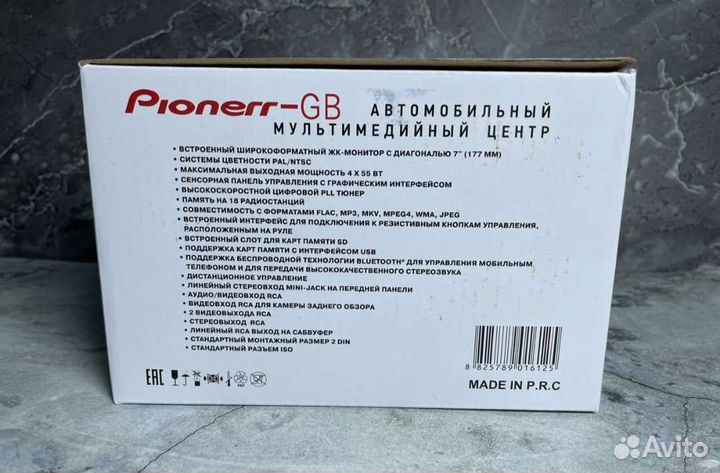 Pionerr-GB АВТОМОБИЛЬНЫЙ
МУЛЬТИМЕДИЙНЫЙ ЦЕНТР
• ВСТРОЕННЫЙ ШИРОКОФОРМАТНЫЙ ЖК-МОНИТОР С ДИАГОНАЛЬЮ 7" (177 ММ)
• СИСТЕМЫ ЦВЕТНОСТИ PAL/NTSC
• МАКСИМАЛЬНАЯ ВЫХОДНАЯ МОЩНОСТЬ 4 Х 55 ВТ
• СЕНСОРНАЯ ПАНЕЛЬ УПРАВЛЕНИЯ С ГРАФИЧЕСКИМ ИНТЕРФЕЙСОМ
• ВЫСОКОСКОРОСТНОЙ ЦИФРОВОЙ PLL ТЮНЕР
• ПАМЯТЬ НА 18 РАДИОСТАНЦИЙ
• СОВМЕСТИМОСТЬ С ФОРМАТАМИ FLAC, MP3, MKV, MPEG4, WMA, JPEG
• ВСТРОЕННЫЙ ИНТЕРФЕЙС ДЛЯ ПОДКЛЮЧЕНИЯ К РЕЗИСТИВНЫМ КНОПКАМ УПРАВЛЕНИЯ,
РАСПОЛОЖЕННЫМ НА РУЛЕ
• ВСТРОЕННЫЙ СЛОТ ДЛЯ КАРТ ПАМЯТИ SD
• ПОДДЕРЖКА КАРТ ПАМЯТИ С ИНТЕРФЕЙСОМ USB
• ПОДДЕРЖКА БЕСПРОВОДНОЙ ТЕХНОЛОГИИ BLUETOOTH® ДЛЯ УПРАВЛЕНИЯ МОБИЛЬНЫМ
ТЕЛЕФОНОМ И ДЛЯ ПЕРЕДАЧИ ВЫСОКОКАЧЕСТВЕННОГО СТЕРЕОЗВУКА
• ДИСТАНЦИОННОЕ УПРАВЛЕНИЕ
• ЛИНЕЙНЫЙ СТЕРЕОВХОД MINI-JACK НА ПЕРЕДНЕЙ ПАНЕЛИ
• АУДИО/ВИДЕОВХОД RCA
• ВИДЕОВХОД RCA ДЛЯ КАМЕРЫ ЗАДНЕГО ОБЗОРА
• 2 ВИДЕОВЫХОДА RCA
• СТЕРЕОВЫХОД RCA
• ЛИНЕЙНЫЙ RCA ВЫХОД НА САБВУФЕР
• СТАНДАРТНЫЙ МОНТАЖНЫЙ РАЗМЕР 2 DIN
• СТАНДАРТНЫЙ РАЗЪЕМ ISO
8 825789 016125
EAC
MADE IN P.R.C
Avito